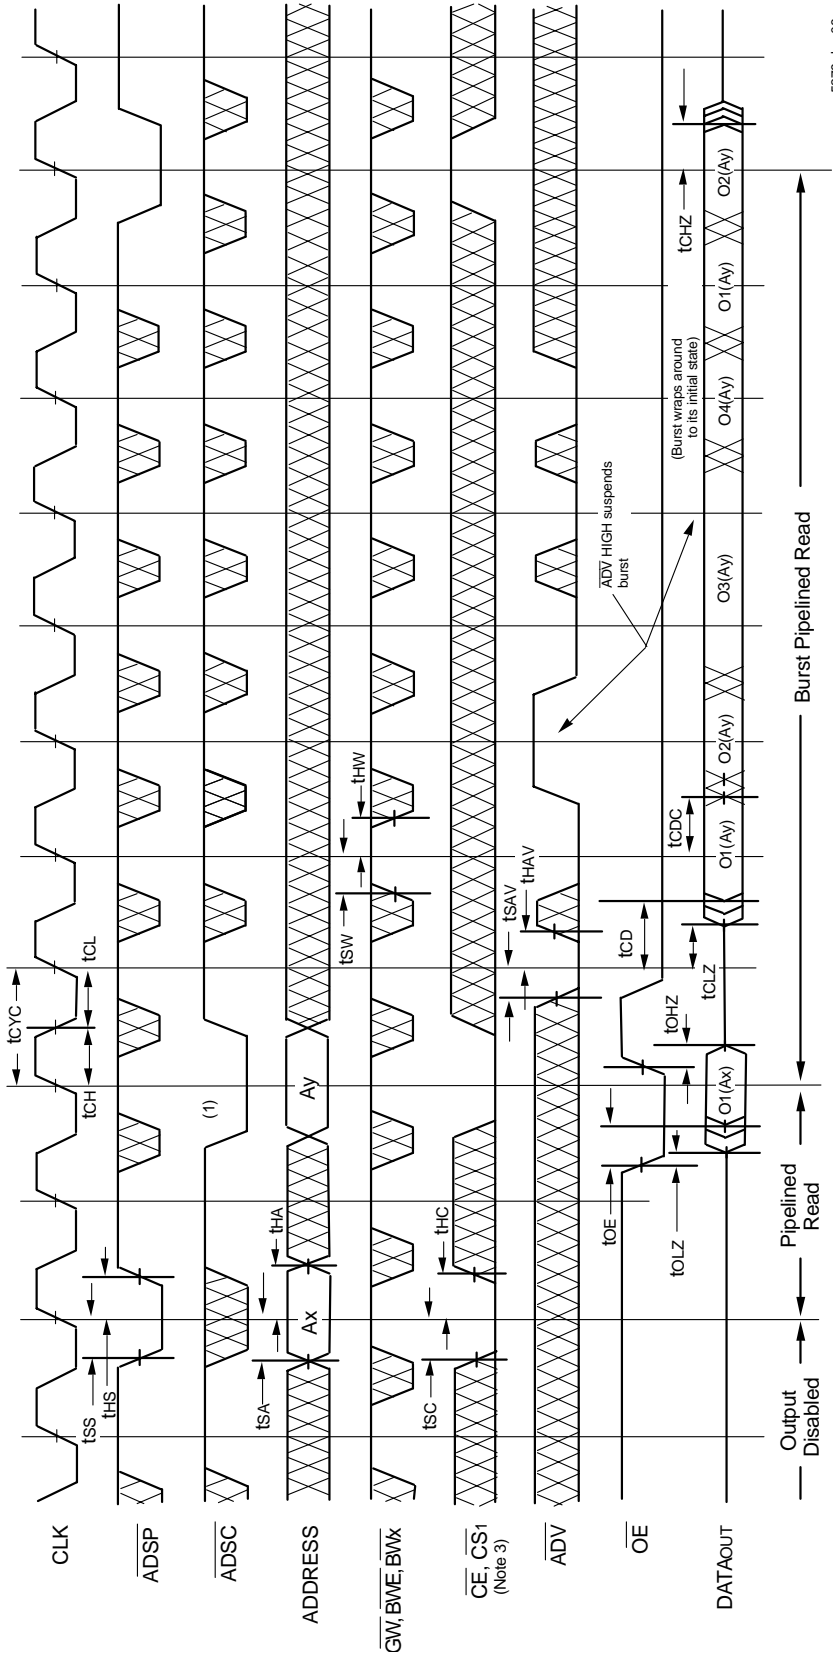 CLK
tCYC
tSS
tHS
tCH
tCL
ADSP
ADSC
(1)
ADDRESS
tSA
tHA
Ax
Ay
GW, BWE, BWx
tSW
tHW
CE, CS1
(Note 3)
tSC
tHC
ADV
tSAV
tHAV
ADV HIGH suspends
burst
OE
tOE
tOHZ
tCD
tOLZ
tCLZ
tCDC
tCHZ
(Burst wraps around
to its initial state)
DATAOUT
O1(Ax)
O1(Ay)
O2(Ay)
O3(Ay)
O4(Ay)
O1(Ay)
O2(Ay)
Output
Disabled
Pipelined
Read
Burst Pipelined Read